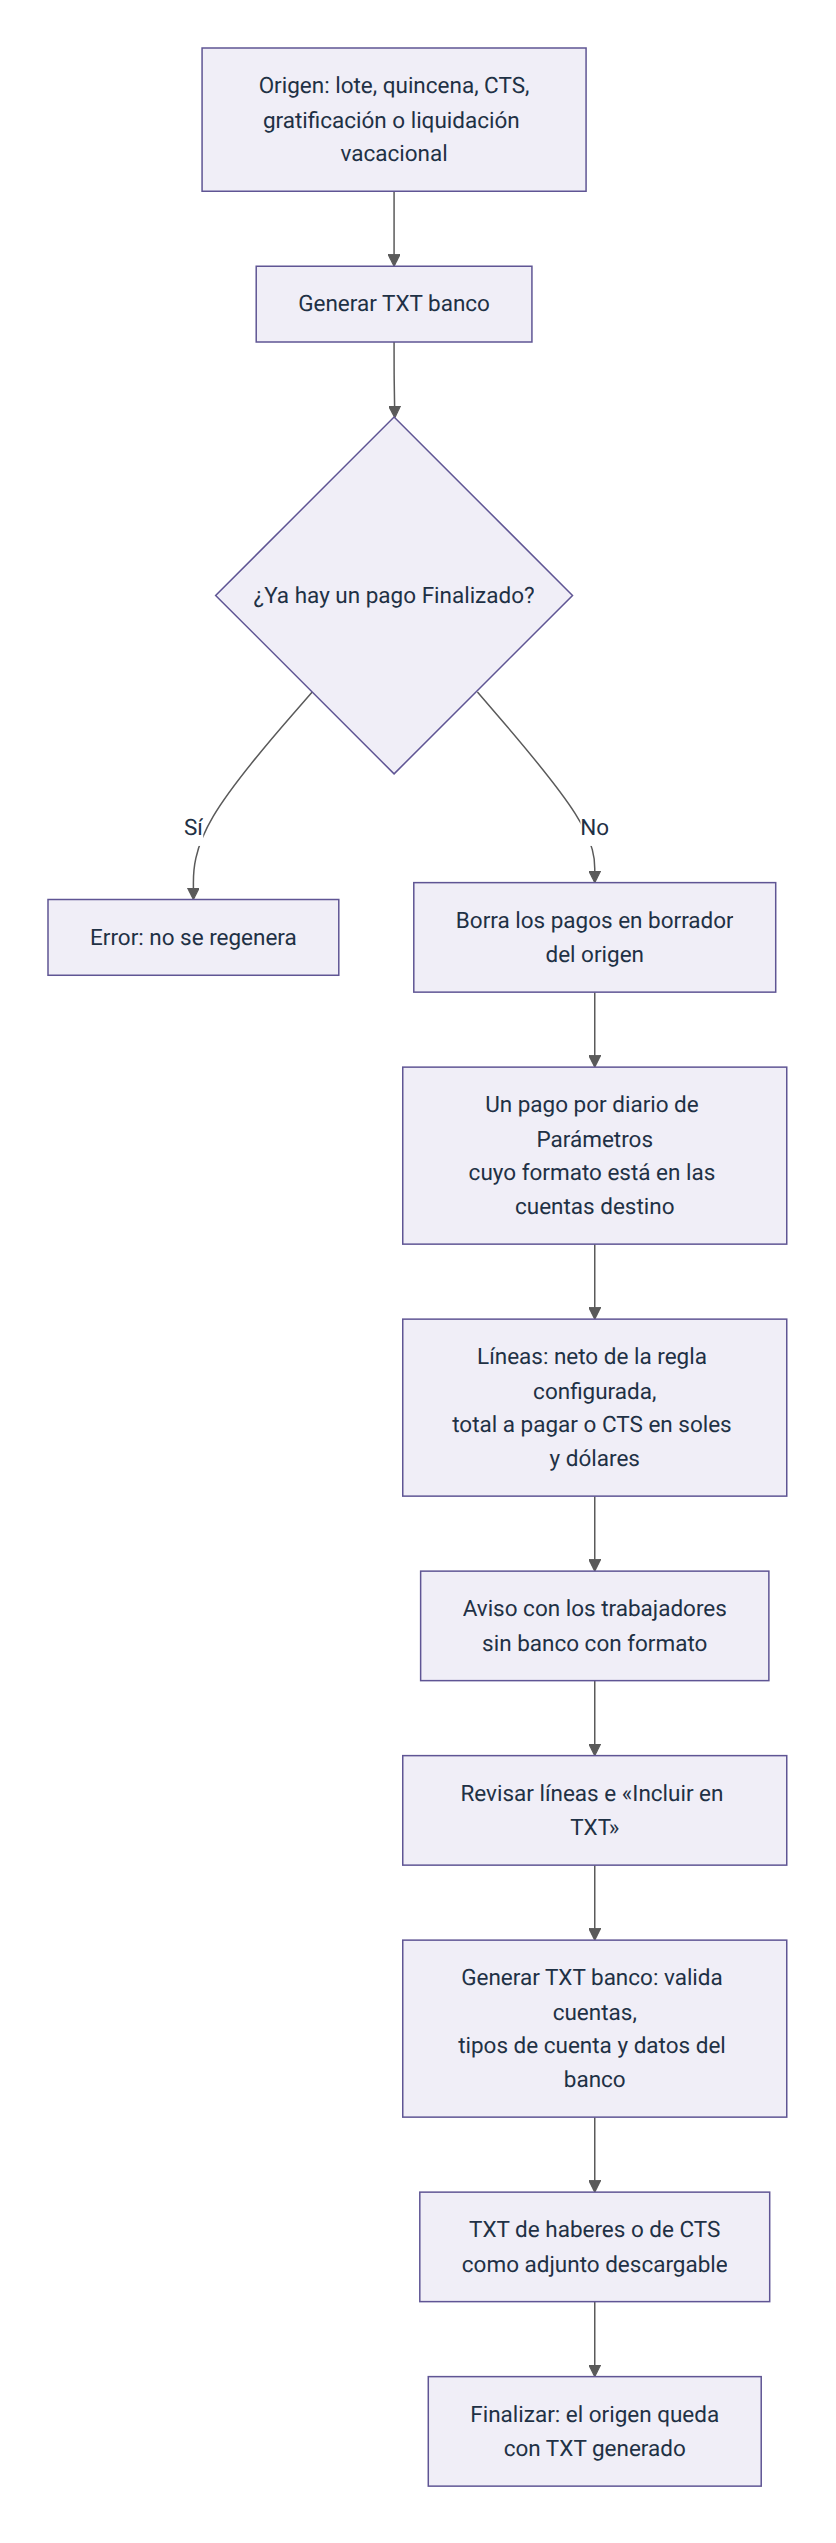 Origen: lote, quincena, CTS,
gratificación o liquidación
vacacional
Generar TXT banco
¿Ya hay un pago Finalizado?
Sí
No
Error: no se regenera
Borra los pagos en borrador
del origen
Un pago por diario de
Parámetros
cuyo formato está en las
cuentas destino
Líneas: neto de la regla
configurada,
total a pagar o CTS en soles
y dólares
Aviso con los trabajadores
sin banco con formato
Revisar líneas e «Incluir en
TXT»
Generar TXT banco: valida
cuentas,
tipos de cuenta y datos del
banco
TXT de haberes o de CTS
como adjunto descargable
Finalizar: el origen queda
con TXT generado